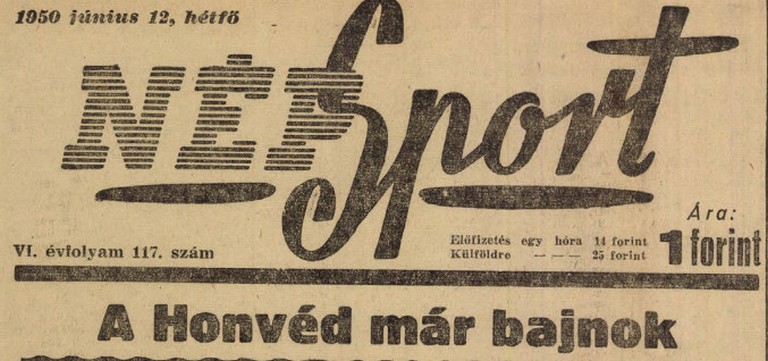 1950 június 12, hétfő
NÉPSport
Ára:
VI. évfolyam 117. szám
Előfizetés egy hóra 14 forint
Külföldre — — — 25 forint
1 forint
A Honvéd már bajnok